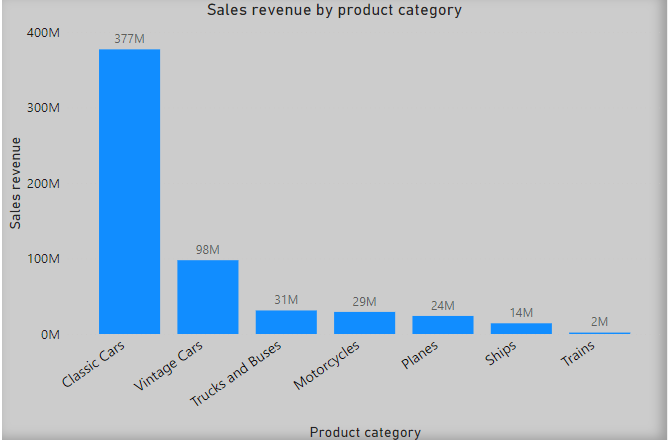 Sales revenue by product category
400M
300M
200M
100M
0M
Sales revenue
377M
98M
31M
29M
24M
14M
2M
Classic Cars
Vintage Cars
Trucks and Buses
Motorcycles
Planes
Ships
Trains
Product category